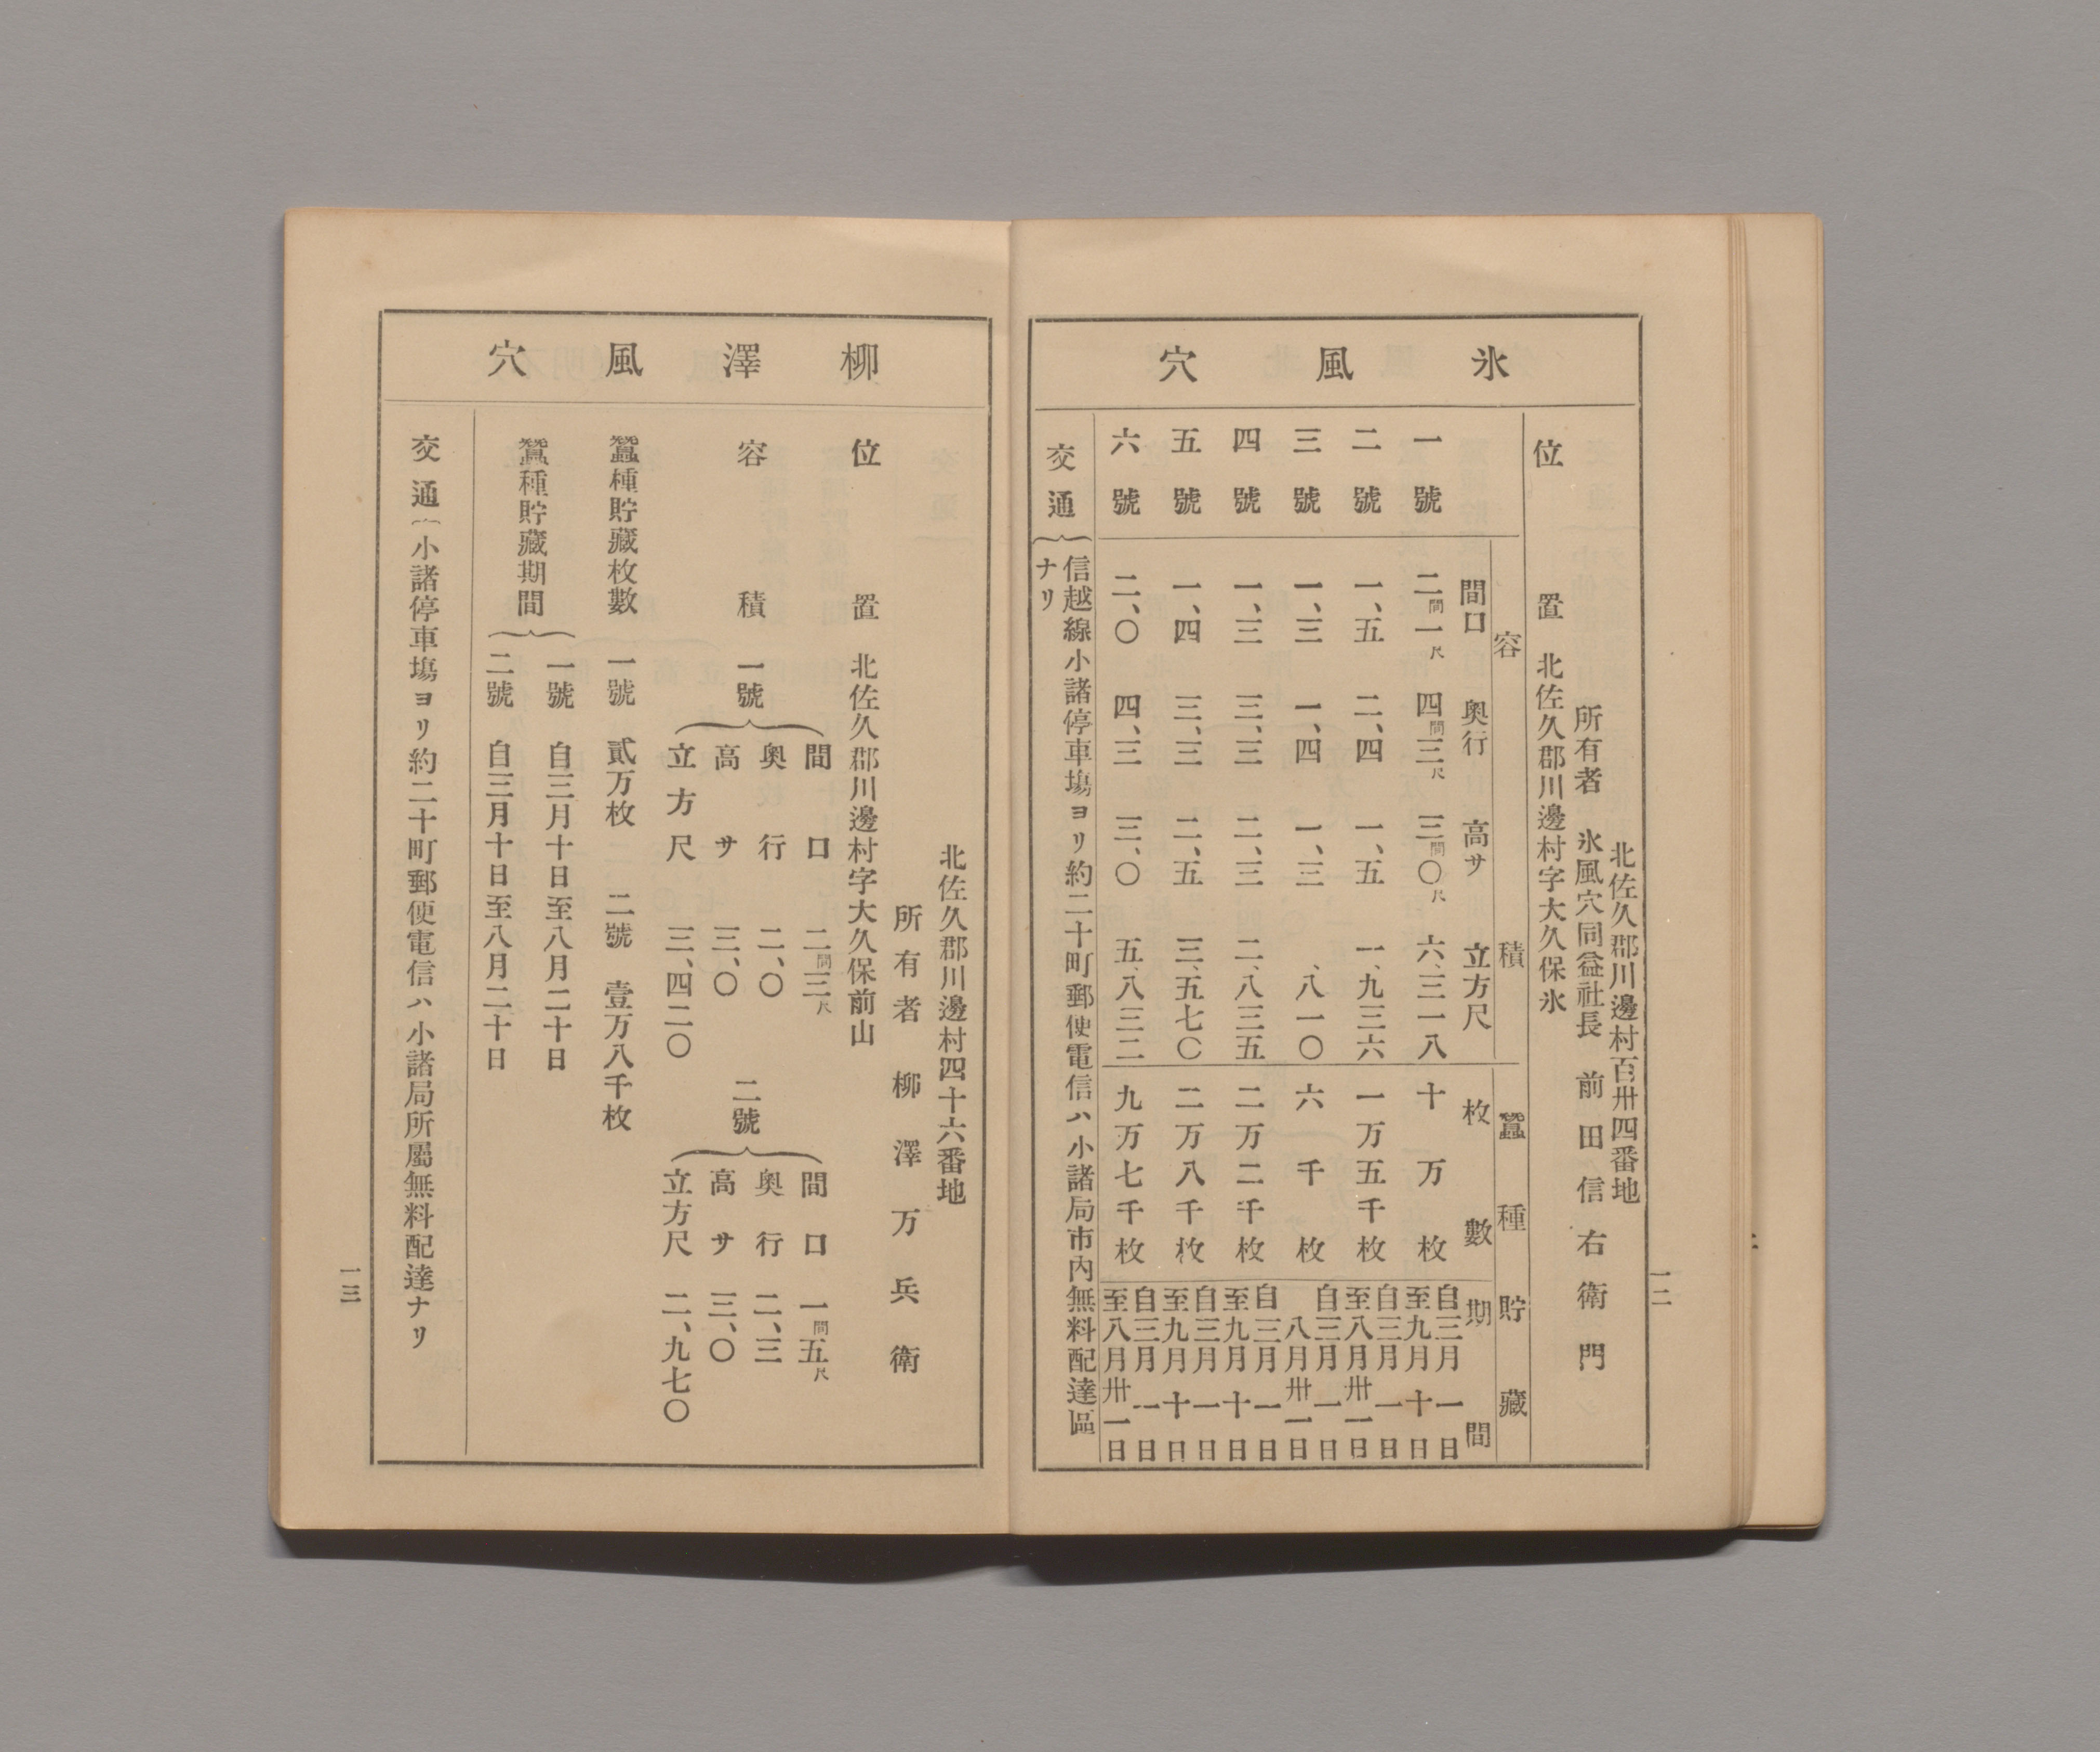 氷風穴
一二
北佐久郡川邊村百卅四番地
所有者 氷風穴同益社長 前田信右衛門
位置 北佐久郡川邊村字大久保氷
容積 蠶種貯藏
間口 奥行 高サ 立方尺 枚數 期間
一號 二間一尺 四間三尺 三間〇尺 六、三一八 十万枚 自三月一日 至九月十日
二號 一、五 二、四 一、五 一、九三六 一万五千枚 自三月一日 至八月卅一日
三號 一、三 一、四 一、三 、八一〇 六千枚 自三月一日 八月卅一日
四號 一、三 三、三 二、三 二、八三五 二万二千枚 自三月一日 至九月十日
五號 一、四 三、三 二、五 三、五七〇 二万八千枚 自三月一日 至九月十日
六號 二、〇 四、三 三、〇 五、八三二 九万七千枚 自三月一日 至八月卅一日
交通 信越線小諸停車塲ヨリ約二十町郵便電信ハ小諸局市内無料配達區
ナリ
柳澤風穴
北佐久郡川邊村四十六番地
所有者 柳澤万兵衛
位置 北佐久郡川邊村字大久保前山
容積
一號
間口 二間三尺
奥行 二、〇
高サ 三、〇
立方尺 三、四二〇
二號
間口 一間五尺
奥行 二、三
高サ 三、〇
立方尺 二、九七〇
蠶種貯藏枚數 一號 貳万枚 二號 壹万八千枚
蠶種貯藏期間
一號 自三月十日至八月二十日
二號 自三月十日至八月二十日
交通 小諸停車塲ヨリ約二十町郵便電信ハ小諸局所屬無料配達ナリ
一三